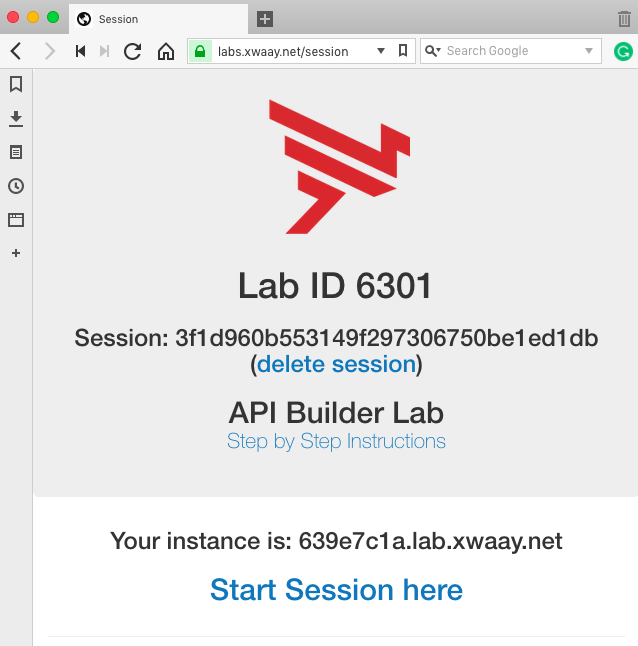 Session
labs.xwaay.net/session
Search Google
Lab ID 6301
Session: 3f1d960b553149f297306750be1ed1db
(delete session)
API Builder Lab
Step by Step Instructions
Your instance is: 639e7c1a.lab.xwaay.net
Start Session here